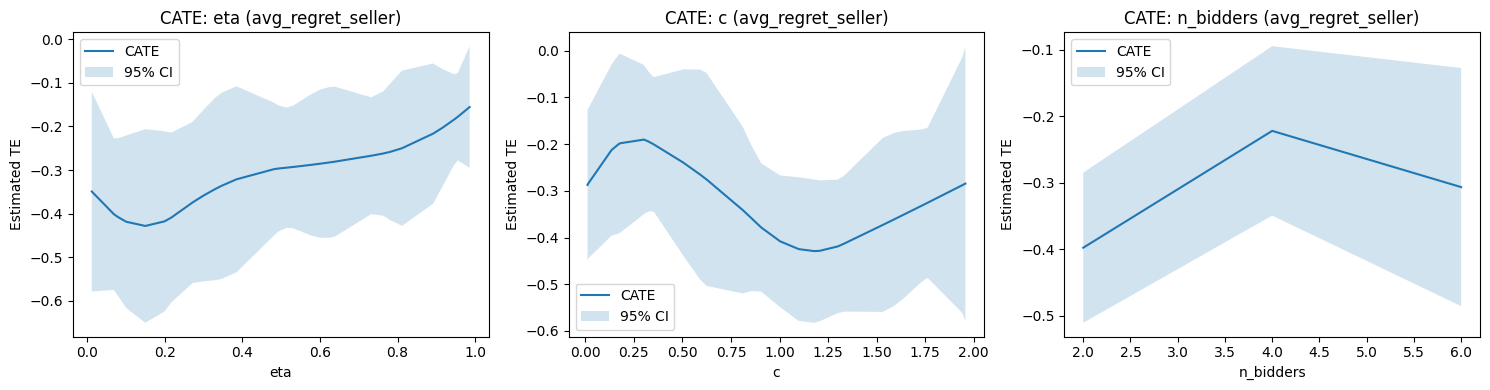 CATE: eta (avg_regret_seller)
Estimated TE
0.0
−0.1
−0.2
−0.3
−0.4
−0.5
−0.6
CATE
95% CI
0.0
0.2
0.4
0.6
0.8
1.0
eta
CATE: c (avg_regret_seller)
Estimated TE
0.0
−0.1
−0.2
−0.3
−0.4
−0.5
−0.6
CATE
95% CI
0.00
0.25
0.50
0.75
1.00
1.25
1.50
1.75
2.00
c
CATE: n_bidders (avg_regret_seller)
Estimated TE
−0.1
−0.2
−0.3
−0.4
−0.5
CATE
95% CI
2.0
2.5
3.0
3.5
4.0
4.5
5.0
5.5
6.0
n_bidders